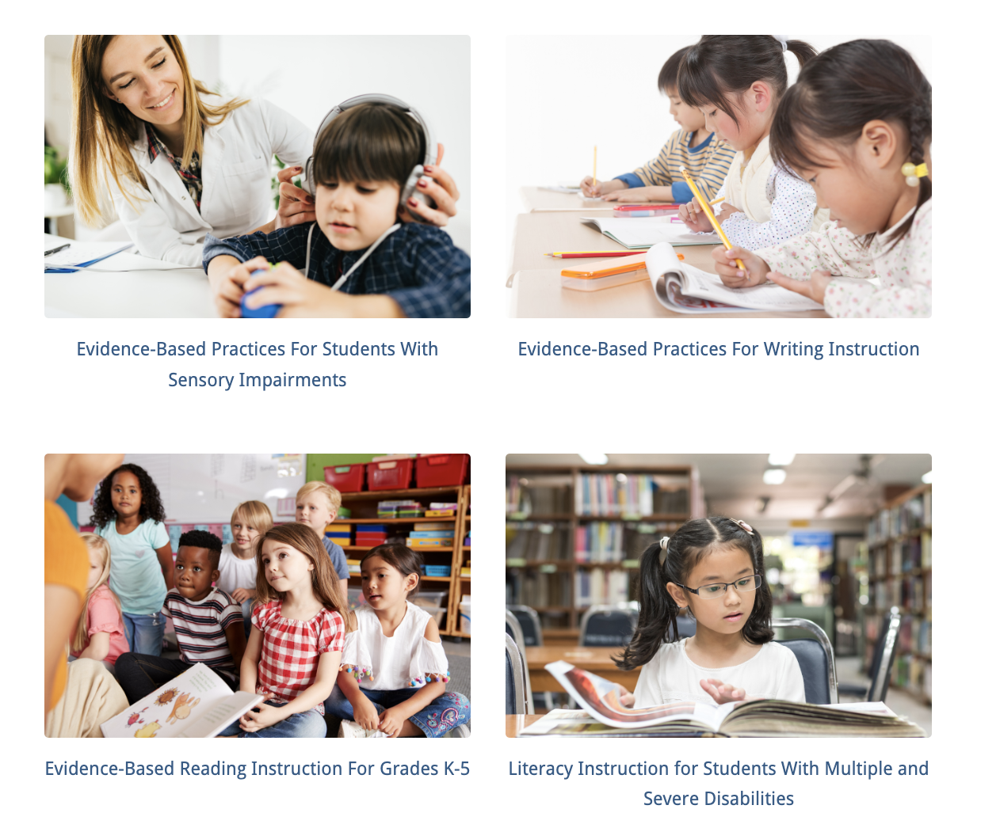 Evidence-Based Practices For Students With
Sensory Impairments
Evidence-Based Practices For Writing Instruction
Evidence-Based Reading Instruction For Grades K-5
Literacy Instruction for Students With Multiple and
Severe Disabilities